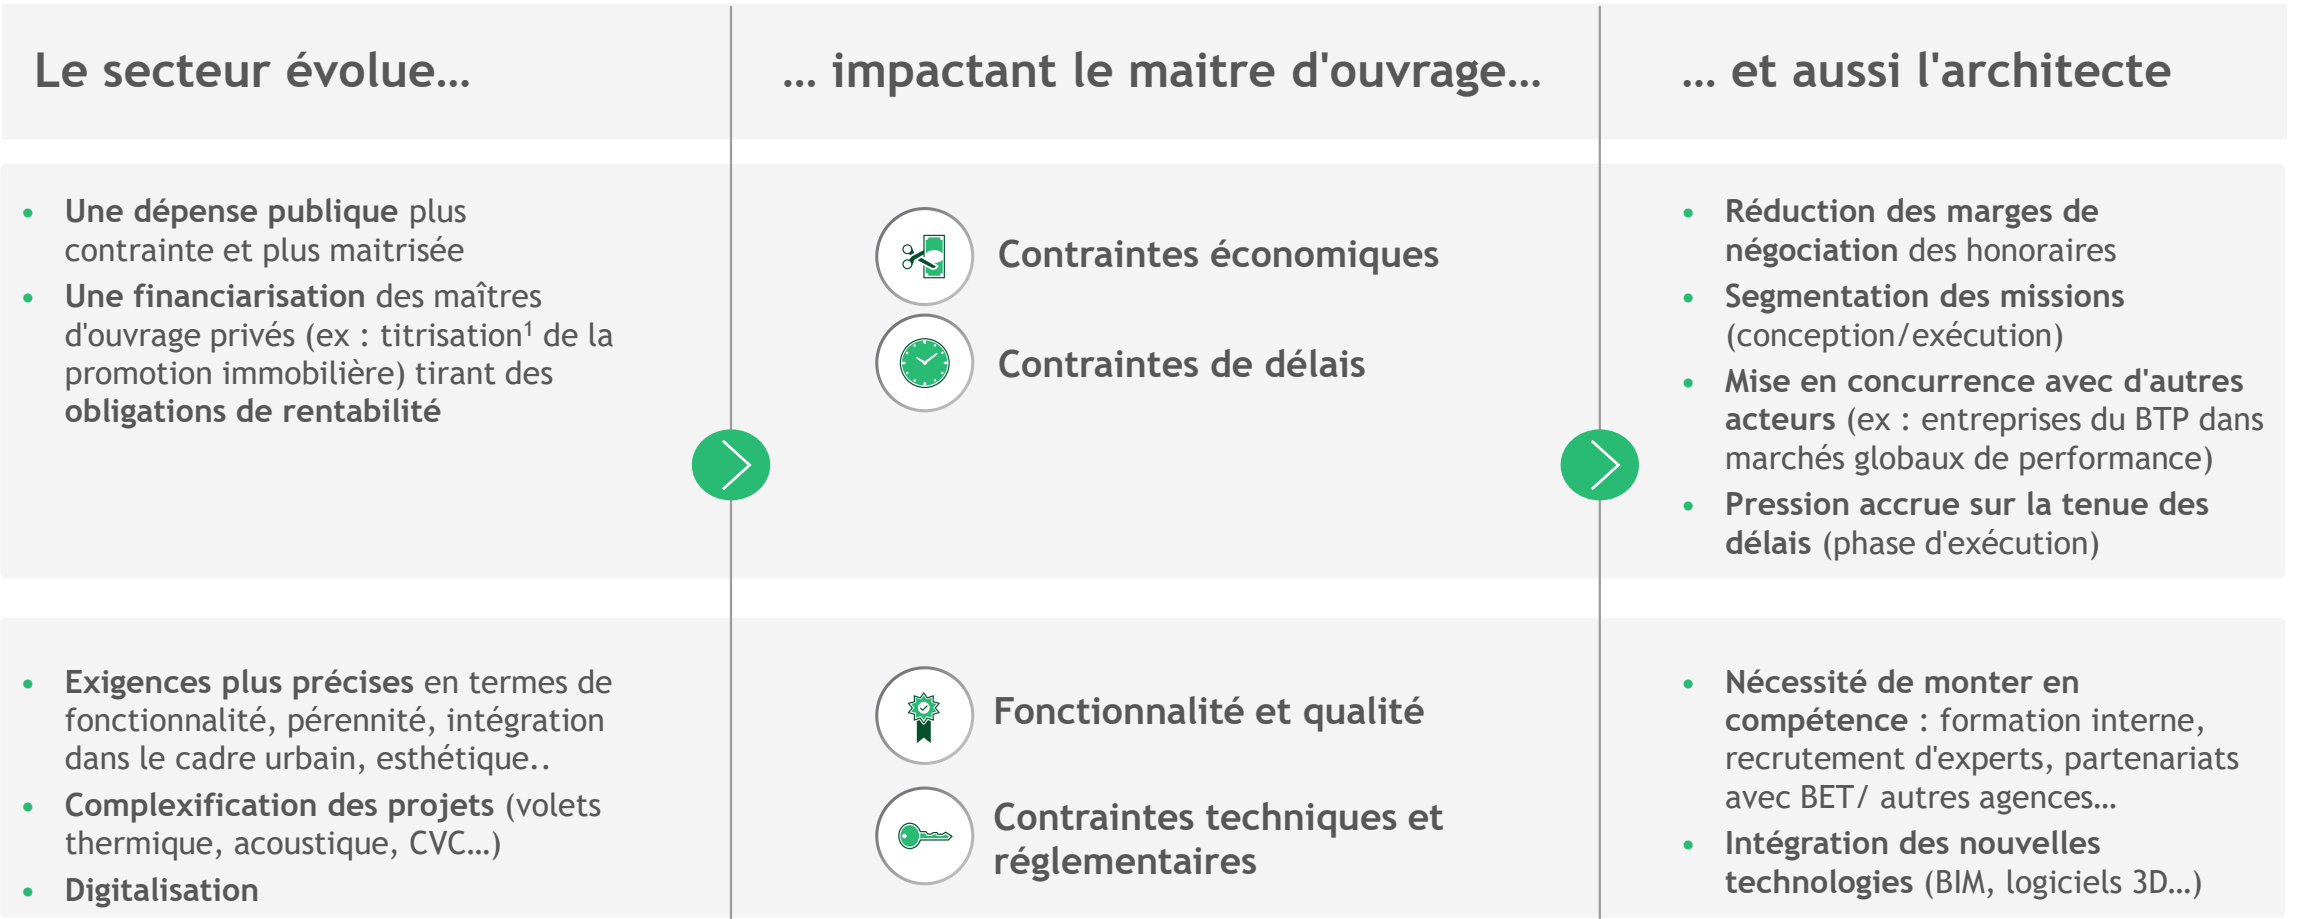 Le secteur évolue…
… impactant le maitre d'ouvrage…
… et aussi l'architecte
• Une dépense publique plus
contrainte et plus maitrisée
• Une financiarisation des maîtres
d'ouvrage privés (ex : titrisation¹ de la
promotion immobilière) tirant des
obligations de rentabilité
Contraintes économiques
Contraintes de délais
• Réduction des marges de
négociation des honoraires
• Segmentation des missions
(conception/exécution)
• Mise en concurrence avec d'autres
acteurs (ex : entreprises du BTP dans
marchés globaux de performance)
• Pression accrue sur la tenue des
délais (phase d'exécution)
• Exigences plus précises en termes de
fonctionnalité, pérennité, intégration
dans le cadre urbain, esthétique..
• Complexification des projets (volets
thermique, acoustique, CVC…)
• Digitalisation
Fonctionnalité et qualité
Contraintes techniques et
réglementaires
• Nécessité de monter en
compétence : formation interne,
recrutement d'experts, partenariats
avec BET/ autres agences…
• Intégration des nouvelles
technologies (BIM, logiciels 3D…)